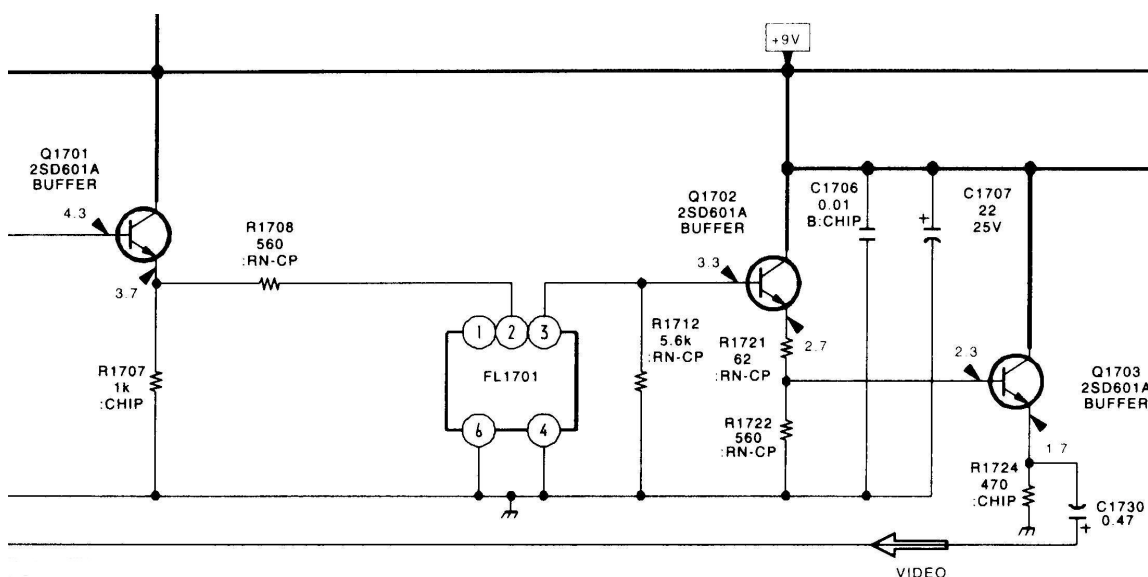 +9V
Q1701
2SD601A
BUFFER
4.3
3.7
R1708
560
:RN-CP
R1707
1k
:CHIP
1
2
3
FL1701
6
4
R1712
5.6k
:RN-CP
Q1702
2SD601A
BUFFER
3.3
2.7
R1721
62
:RN-CP
R1722
560
:RN-CP
C1706
0.01
B:CHIP
+
C1707
22
25V
2.3
Q1703
2SD601A
BUFFER
1.7
R1724
470
:CHIP
C1730
0.47
+
VIDEO